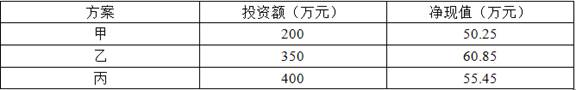 方案 投资额（万元） 净现值（万元）
甲 200 50.25
乙 350 60.85
丙 400 55.45